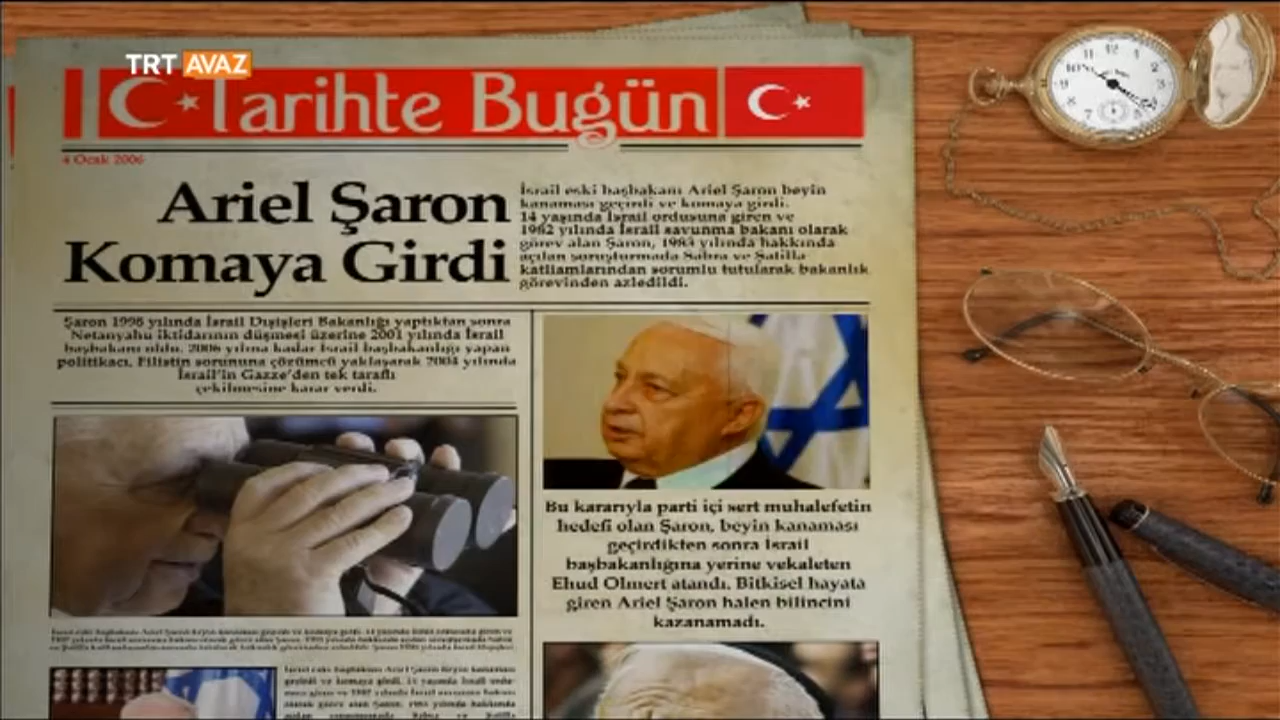 TRT AVAZ
Tarihte Bugün
4 Ocak 2006
Ariel Şaron
Komaya Girdi
İsrail eski başbakanı Ariel Şaron beyin
kanaması geçirdi ve komaya girdi.
14 yaşında İsrail ordusuna giren ve
1982 yılında İsrail savunma bakanı olarak
görev alan Şaron, 1983 yılında hakkında
açılan soruşturmada Sabra ve Şatilla
katliamlarından sorumlu tutularak bakanlık
görevinden azledildi.
Şaron 1998 yılında İsrail Dışişleri Bakanlığı yaptıktan sonra
Netanyahu iktidarının düşmesi üzerine 2001 yılında İsrail
başbakanı oldu. 2006 yılına kadar İsrail başbakanlığı yapan
politikacı, Filistin sorununa çözümcü yaklaşarak 2004 yılında
İsrail'in Gazze'den tek taraflı
çekilmesine karar verdi.
Bu kararıyla parti içi sert muhalefetin
hedefi olan Şaron, beyin kanaması
geçirdikten sonra İsrail
başbakanlığına yerine vekaleten
Ehud Olmert atandı. Bitkisel hayata
giren Ariel Şaron halen bilincini
kazanamadı.